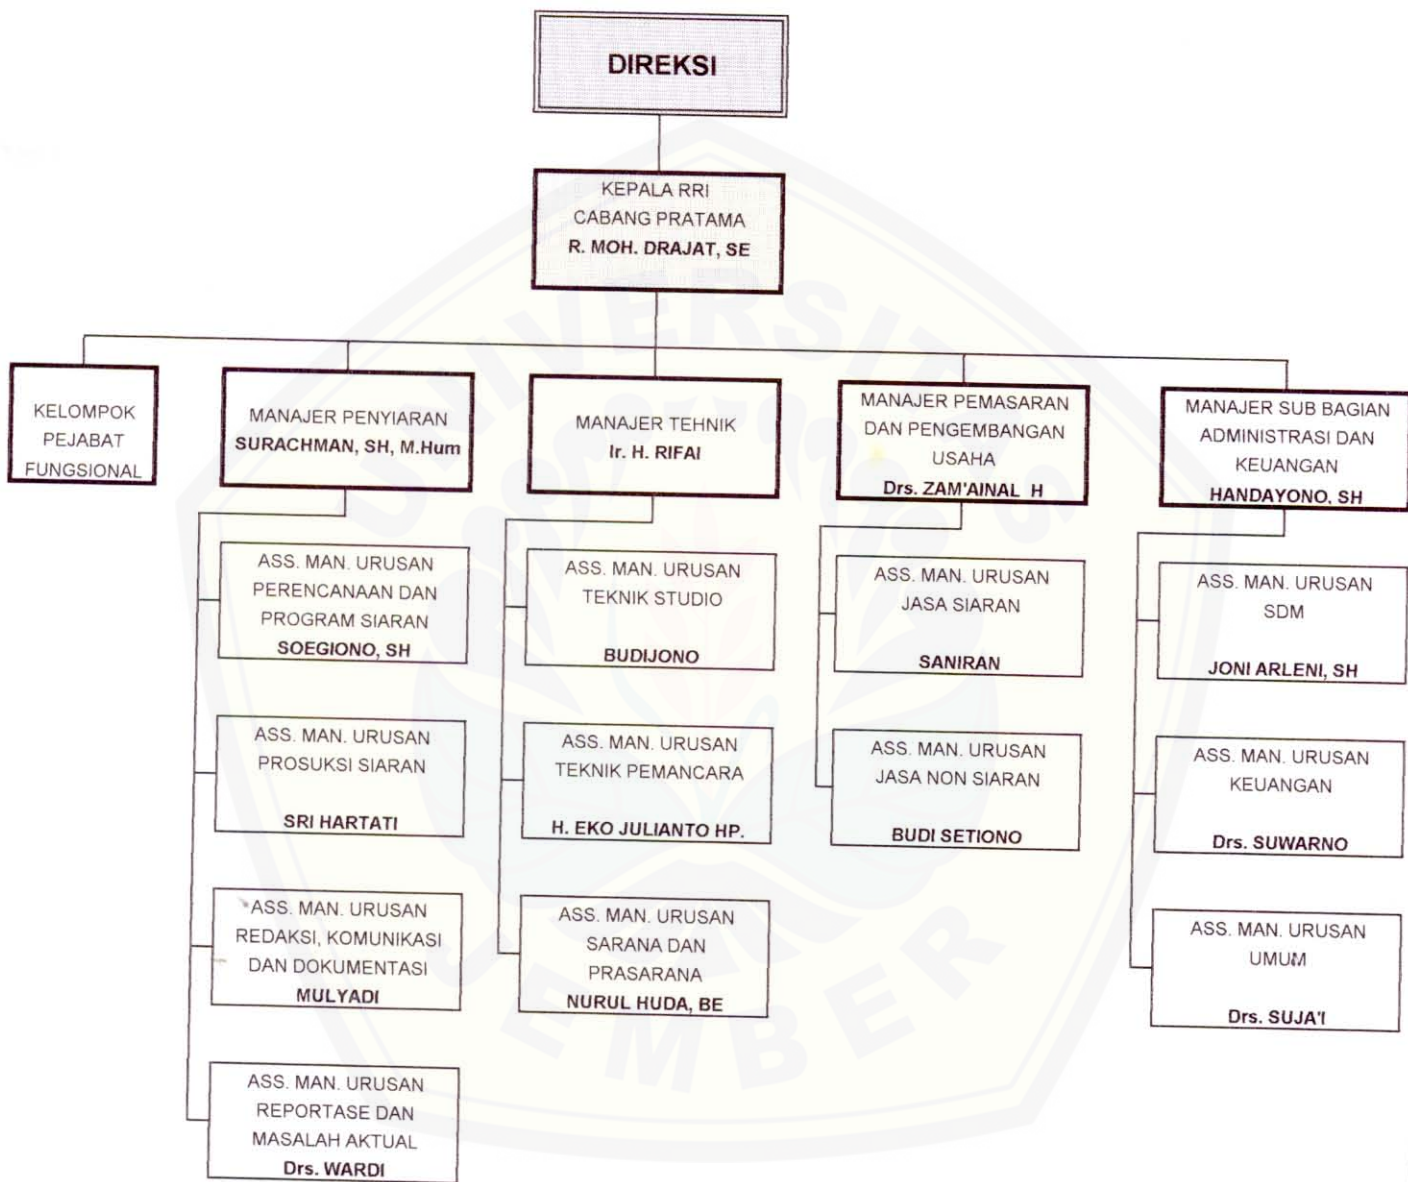 DIREKSI
KEPALA RRI
CABANG PRATAMA
R. MOH. DRAJAT, SE
KELOMPOK
PEJABAT
FUNGSIONAL
MANAJER PENYIARAN
SURACHMAN, SH, M.Hum
MANAJER TEHNIK
Ir. H. RIFAI
MANAJER PEMASARAN
DAN PENGEMBANGAN
USAHA
Drs. ZAM'AINAL H
MANAJER SUB BAGIAN
ADMINISTRASI DAN
KEUANGAN
HANDAYONO, SH
ASS. MAN. URUSAN
PERENCANAAN DAN
PROGRAM SIARAN
SOEGIONO, SH
ASS. MAN. URUSAN
TEKNIK STUDIO
BUDIJONO
ASS. MAN. URUSAN
JASA SIARAN
SANIRAN
ASS. MAN. URUSAN
SDM
JONI ARLENI, SH
ASS. MAN. URUSAN
PROSUKSI SIARAN
SRI HARTATI
ASS. MAN. URUSAN
TEKNIK PEMANCARA
H. EKO JULIANTO HP.
ASS. MAN. URUSAN
JASA NON SIARAN
BUDI SETIONO
ASS. MAN. URUSAN
KEUANGAN
Drs. SUWARNO
ASS. MAN. URUSAN
REDAKSI, KOMUNIKASI
DAN DOKUMENTASI
MULYADI
ASS. MAN. URUSAN
SARANA DAN
PRASARANA
NURUL HUDA, BE
ASS. MAN. URUSAN
UMUM
Drs. SUJA'I
ASS. MAN. URUSAN
REPORTASE DAN
MASALAH AKTUAL
Drs. WARDI
UNIVERSITAS
JEMBER